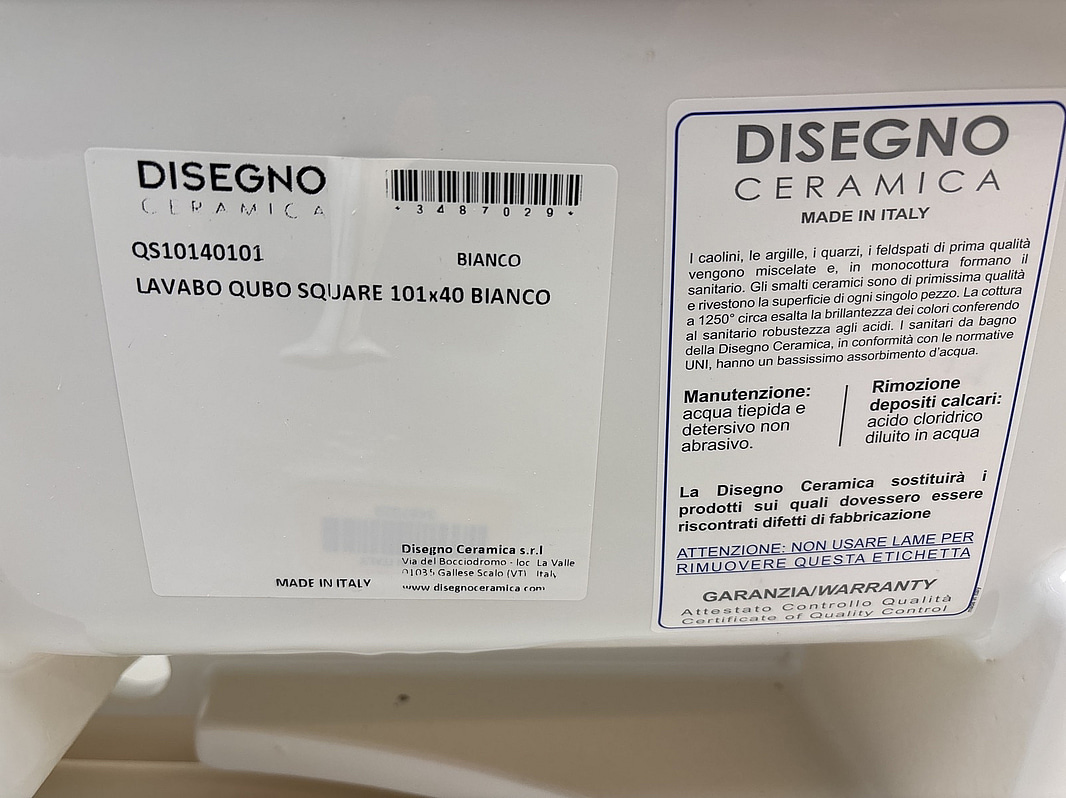 DISEGNO
CERAMICA
* 3 4 8 7 0 2 9 *
QS10140101
BIANCO
LAVABO QUBO SQUARE 101x40 BIANCO
MADE IN ITALY
Disegno Ceramica s.r.l
Via del Bocciodromo - loc La Valle
01035 Gallese Scalo (VT) Italy
www.disegnoceramica.com
DISEGNO
CERAMICA
MADE IN ITALY
I caolini, le argille, i quarzi, i feldspati di prima qualità
vengono miscelate e, in monocottura formano il
sanitario. Gli smalti ceramici sono di primissima qualità
e rivestono la superficie di ogni singolo pezzo. La cottura
a 1250° circa esalta la brillantezza dei colori conferendo
al sanitario robustezza agli acidi. I sanitari da bagno
della Disegno Ceramica, in conformità con le normative
UNI, hanno un bassissimo assorbimento d'acqua.
Manutenzione:
acqua tiepida e
detersivo non
abrasivo.
Rimozione
depositi calcari:
acido cloridrico
diluito in acqua
La Disegno Ceramica sostituirà i
prodotti sui quali dovessero essere
riscontrati difetti di fabbricazione
ATTENZIONE: NON USARE LAME PER
RIMUOVERE QUESTA ETICHETTA
GARANZIA/WARRANTY
Attestato Controllo Qualità
Certificate of Quality Control